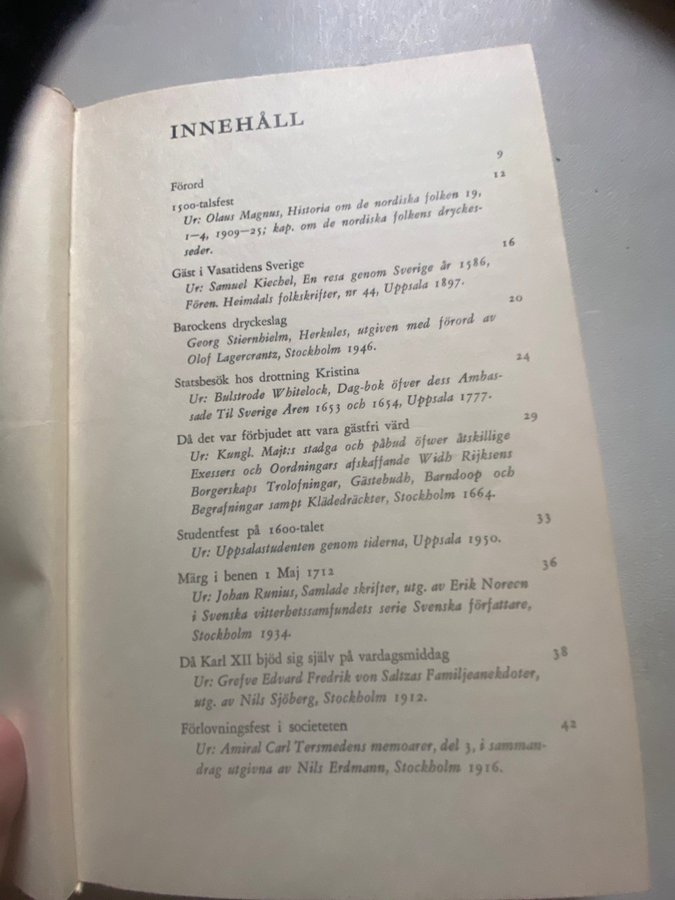 INNEHÅLL
Förord 9
1500-talsfest 12
Ur: Olaus Magnus, Historia om de nordiska folken 19,
1—4, 1909—25; kap. om de nordiska folkens dryckes-
seder.
Gäst i Vasatidens Sverige 16
Ur: Samuel Kiechel, En resa genom Sverige år 1586,
Fören. Heimdals folkskrifter, nr 44, Uppsala 1897.
Barockens dryckeslag 20
Georg Stiernhielm, Herkules, utgiven med förord av
Olof Lagercrantz, Stockholm 1946.
Statsbesök hos drottning Kristina 24
Ur: Bulstrode Whitelock, Dag-bok öfver dess Ambas-
sade Til Sverige Åren 1653 och 1654, Uppsala 1777.
Då det var förbjudet att vara gästfri värd 29
Ur: Kungl. Majt:s stadga och påbud öfwer åtskillige
Exessers och Oordningars afskaffande Widh Rijksens
Borgerskaps Trolofningar, Gästebudh, Barndoop och
Begrafningar sampt Klädedräckter, Stockholm 1664.
Studentfest på 1600-talet 33
Ur: Uppsalastudenten genom tiderna, Uppsala 1950.
Märg i benen 1 Maj 1712 36
Ur: Johan Runius, Samlade skrifter, utg. av Erik Noreen
i Svenska vitterhetssamfundets serie Svenska författare,
Stockholm 1934.
Då Karl XII bjöd sig själv på vardagsmiddag 38
Ur: Grefve Edvard Fredrik von Saltzas Familjeanekdoter,
utg. av Nils Sjöberg, Stockholm 1912.
Förlovningsfest i societeten 42
Ur: Amiral Carl Tersmedens memoarer, del 3, i samman-
drag utgivna av Nils Erdmann, Stockholm 1916.